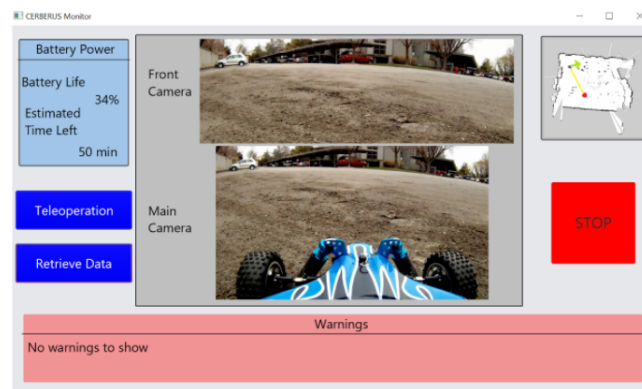 CERBERUS Monitor
Battery Power
Battery Life
34%
Estimated
Time Left
50 min
Teleoperation
Retrieve Data
Front
Camera
Main
Camera
STOP
Warnings
No warnings to show